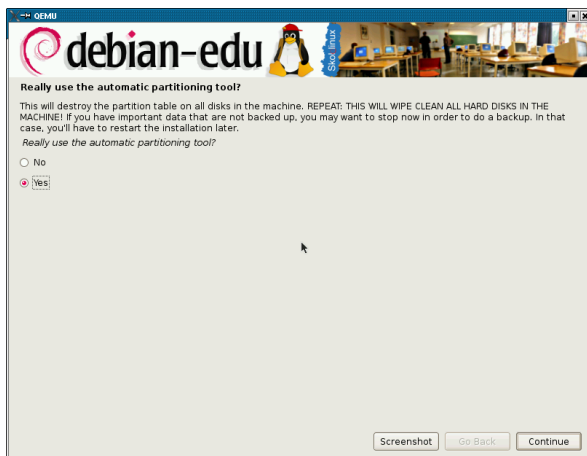 QEMU
debian-edu
Skolelinux
Really use the automatic partitioning tool?
This will destroy the partition table on all disks in the machine. REPEAT: THIS WILL WIPE CLEAN ALL HARD DISKS IN THE
MACHINE! If you have important data that are not backed up, you may want to stop now in order to do a backup. In that
case, you'll have to restart the installation later.
Really use the automatic partitioning tool?
No
Yes
Screenshot
Go Back
Continue